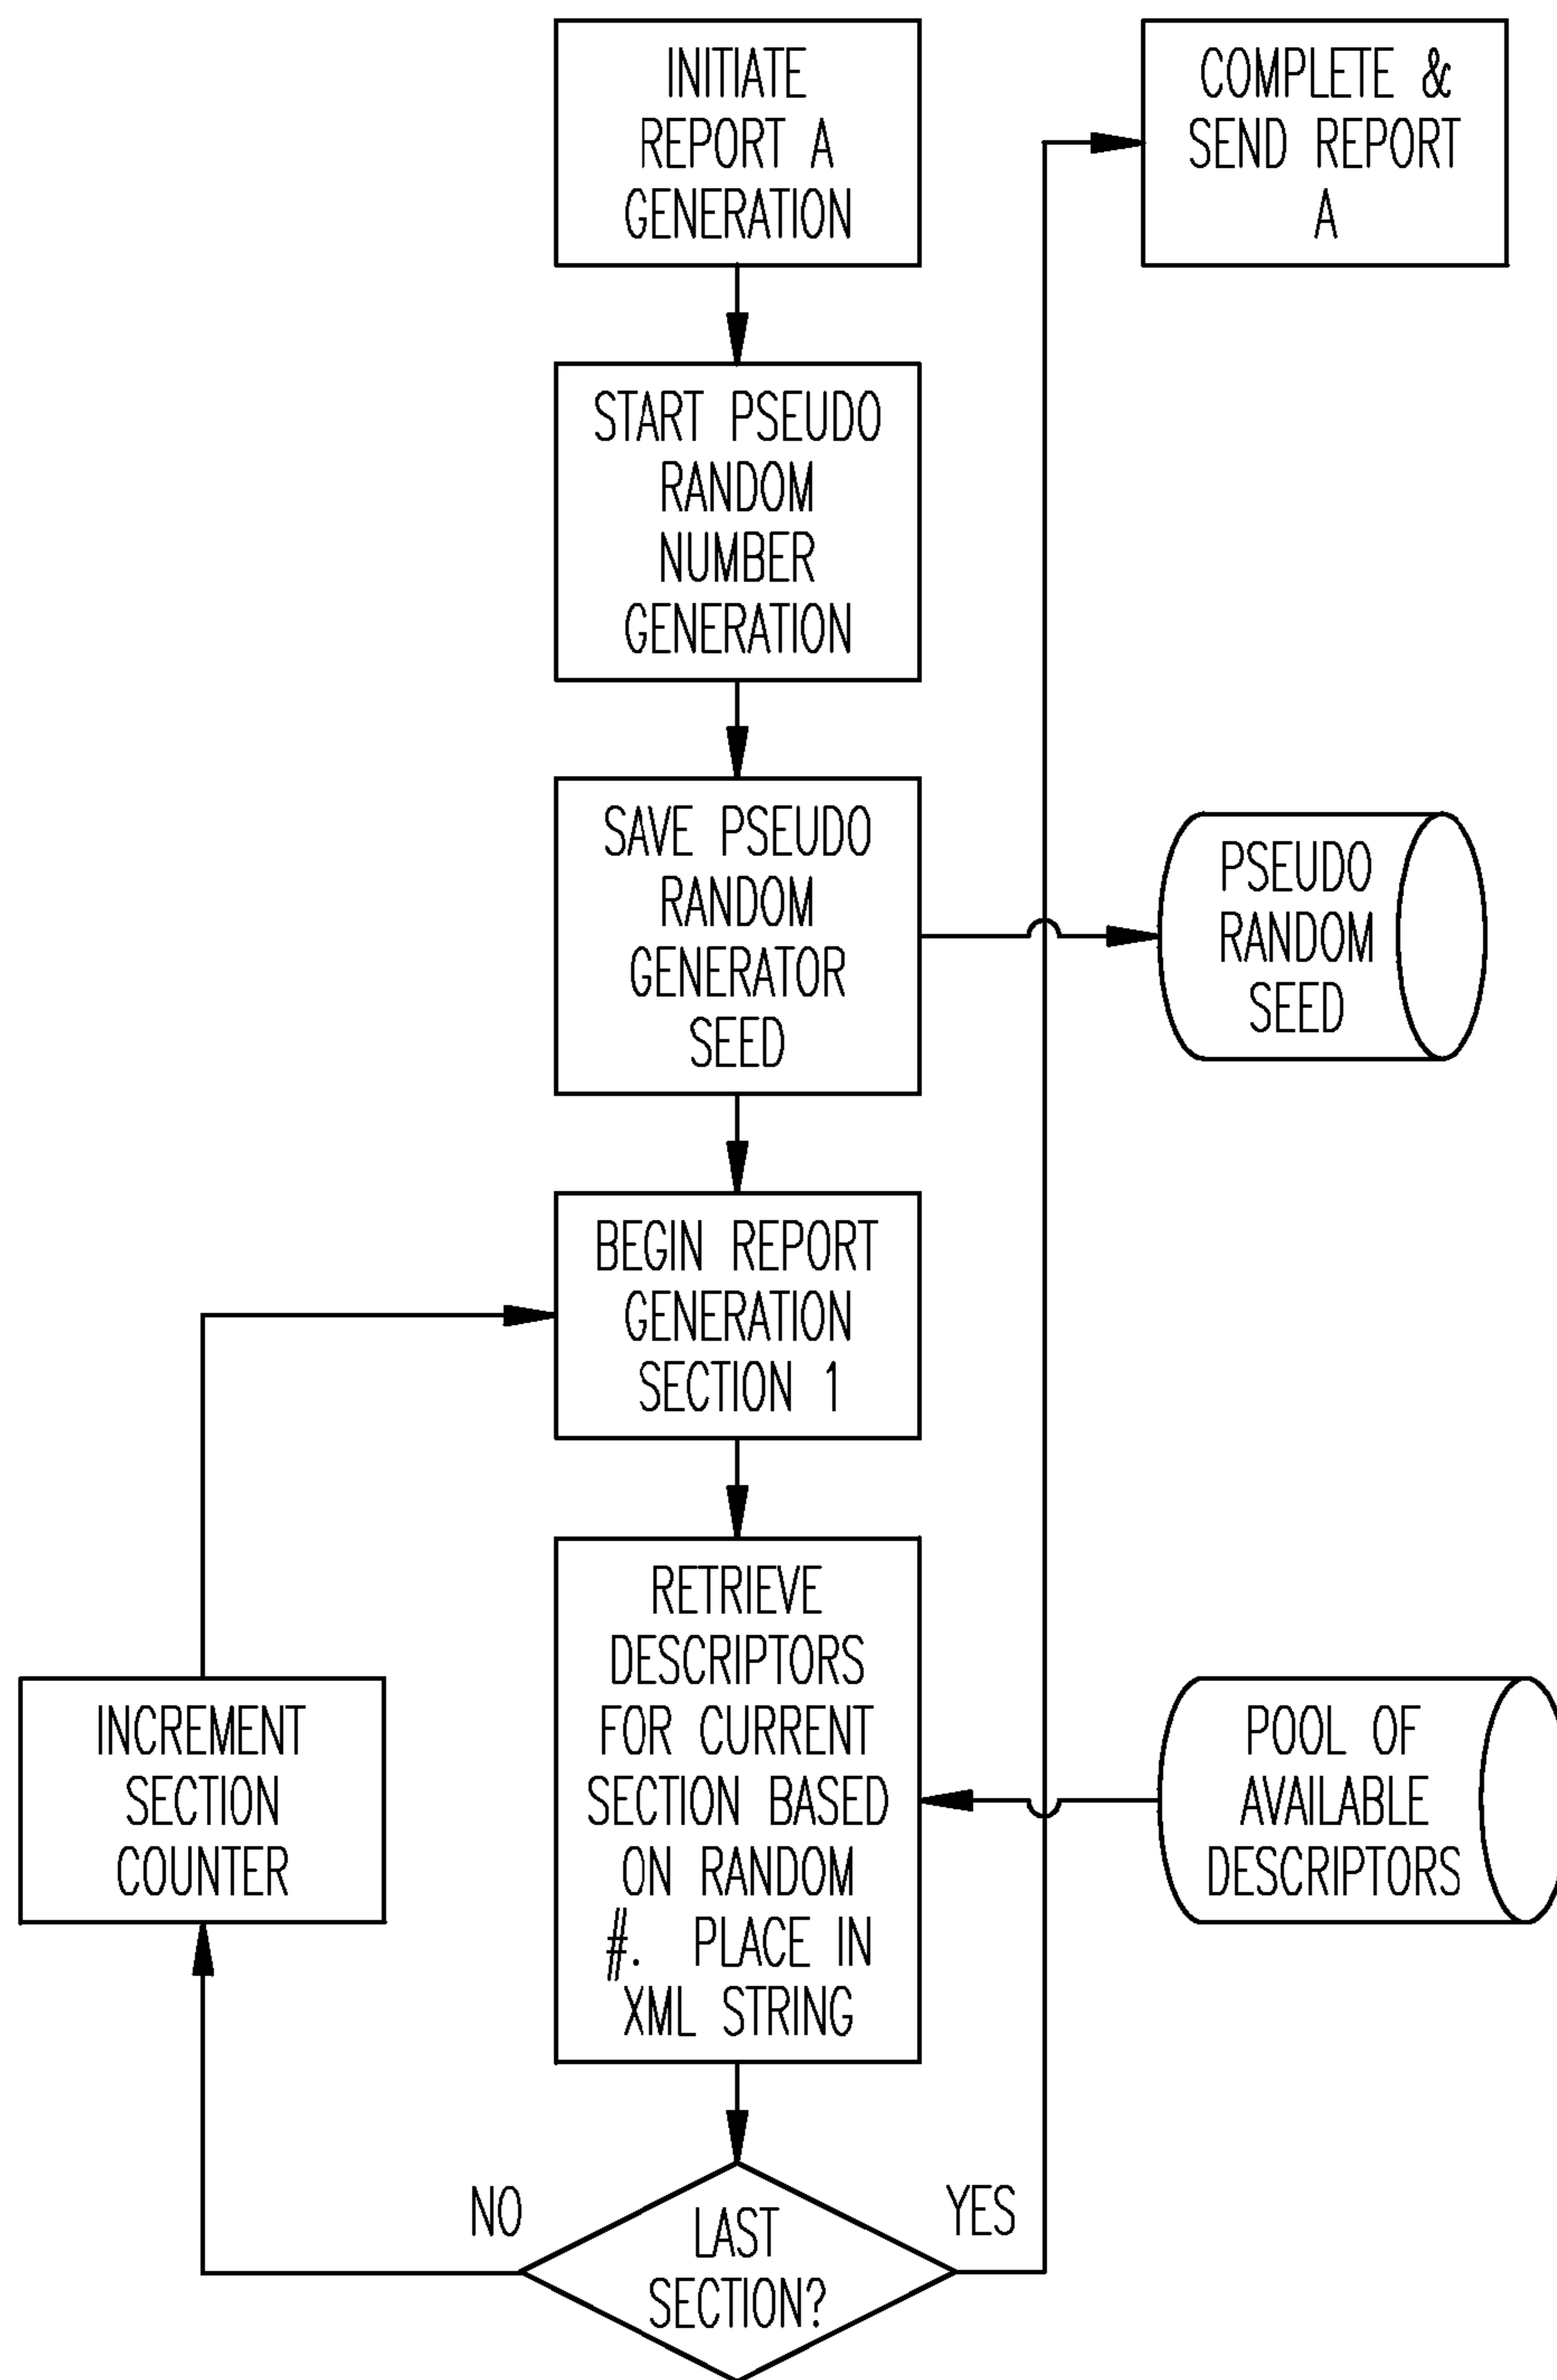 INITIATE
REPORT A
GENERATION
COMPLETE &
SEND REPORT
A
START PSEUDO
RANDOM
NUMBER
GENERATION
SAVE PSEUDO
RANDOM
GENERATOR
SEED
PSEUDO
RANDOM
SEED
BEGIN REPORT
GENERATION
SECTION 1
RETRIEVE
DESCRIPTORS
FOR CURRENT
SECTION BASED
ON RANDOM
#. PLACE IN
XML STRING
INCREMENT
SECTION
COUNTER
POOL OF
AVAILABLE
DESCRIPTORS
NO
YES
LAST
SECTION?